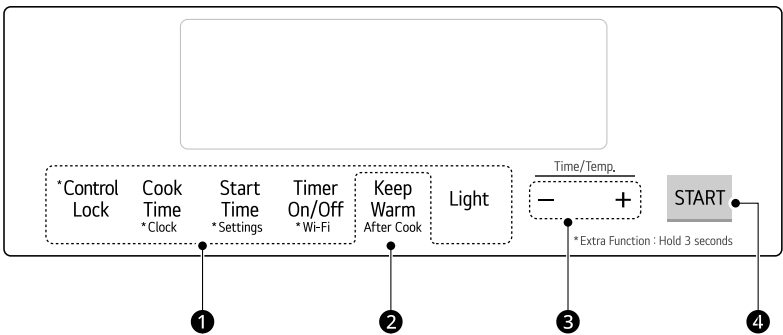 *Control Lock
Cook Time
*Clock
Start Time
*Settings
Timer On/Off
*Wi-Fi
Keep Warm
After Cook
Light
Time/Temp.
− +
START
*Extra Function : Hold 3 seconds
1 2 3 4